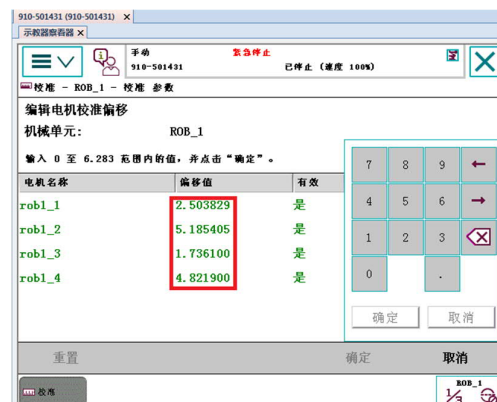 910-501431 (910-501431) ×
示教器察看器 ×
手动 紧急停止
910-501431 已停止 (速度 100%)
校准 - ROB_1 - 校准 参数
编辑电机校准偏移
机械单元: ROB_1
输入 0 至 6.283 范围内的值, 并点击“确定”。
电机名称 偏移值 有效
rob1_1 2.503829 是
rob1_2 5.185405 是
rob1_3 1.736100 是
rob1_4 4.821900 是
7 8 9 ←
4 5 6 →
1 2 3
0 .
确定 取消
重置 确定 取消
校准 ROB_1
1/3